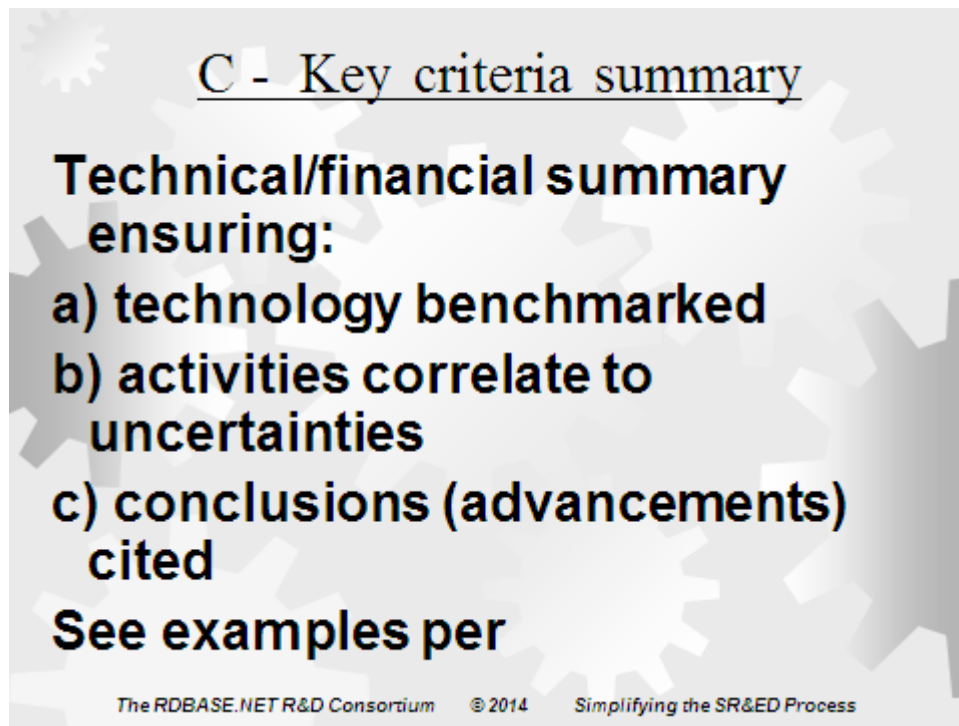 C - Key criteria summary
Technical/financial summary
ensuring:
a) technology benchmarked
b) activities correlate to
uncertainties
c) conclusions (advancements)
cited
See examples per
The RDBASE.NET R&D Consortium © 2014 Simplifying the SR&ED Process